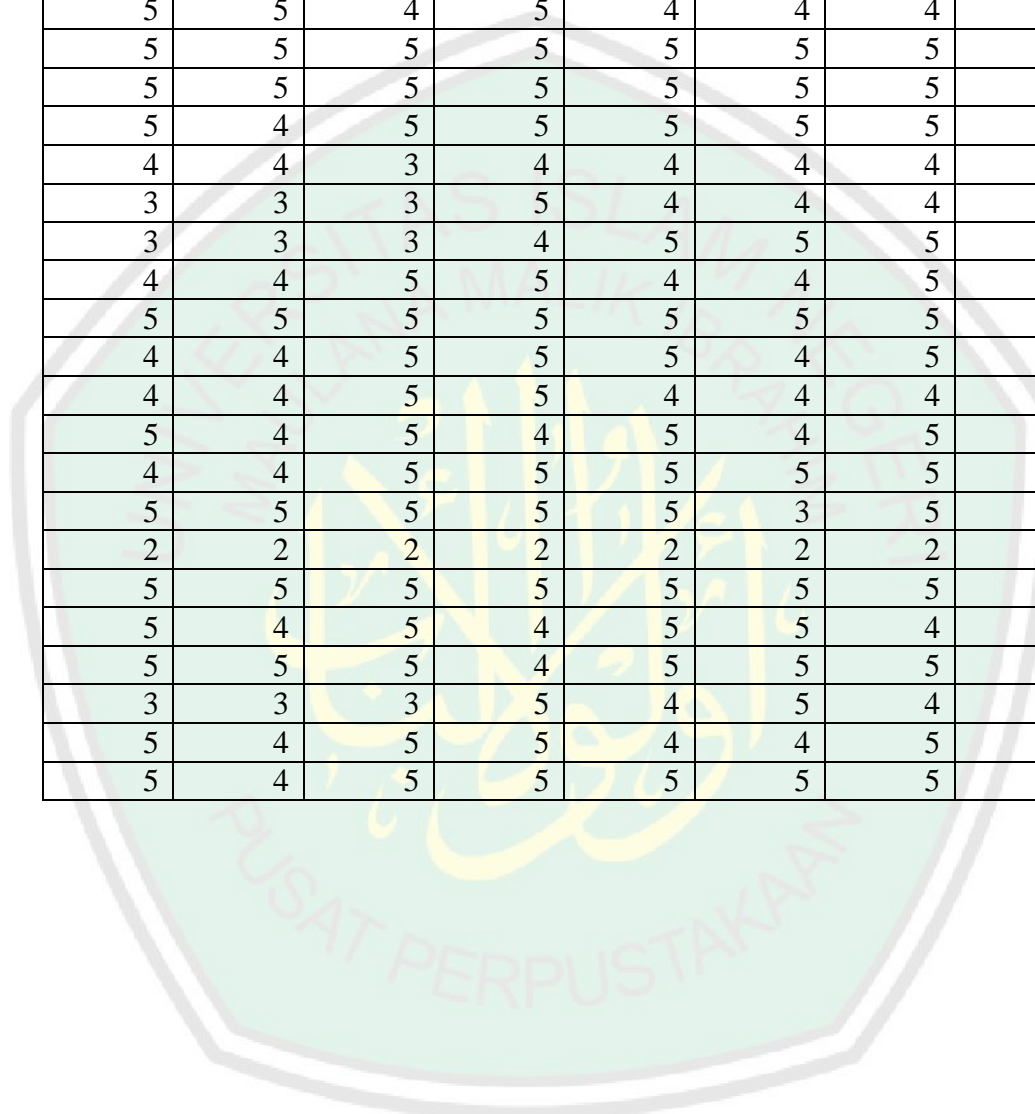 5 5 4 5 4 4 4
5 5 5 5 5 5 5
5 5 5 5 5 5 5
5 4 5 5 5 5 5
4 4 3 4 4 4 4
3 3 3 5 4 4 4
3 3 3 4 5 5 5
4 4 5 5 4 4 5
5 5 5 5 5 5 5
4 4 5 5 5 4 5
4 4 5 5 4 4 4
5 4 5 4 5 4 5
4 4 5 5 5 5 5
5 5 5 5 5 3 5
2 2 2 2 2 2 2
5 5 5 5 5 5 5
5 4 5 4 5 5 4
5 5 5 4 5 5 5
3 3 3 5 4 5 4
5 4 5 5 4 4 5
5 4 5 5 5 5 5
UNIVERSITAS ISLAM NEGERI
MAULANA MALIK IBRAHIM
PUSAT PERPUSTAKAAN